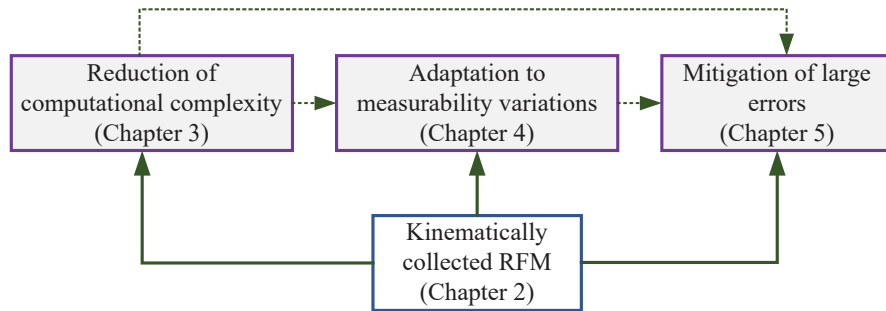 Reduction of
computational complexity
(Chapter 3)
Adaptation to
measurability variations
(Chapter 4)
Mitigation of large
errors
(Chapter 5)
Kinematically
collected RFM
(Chapter 2)